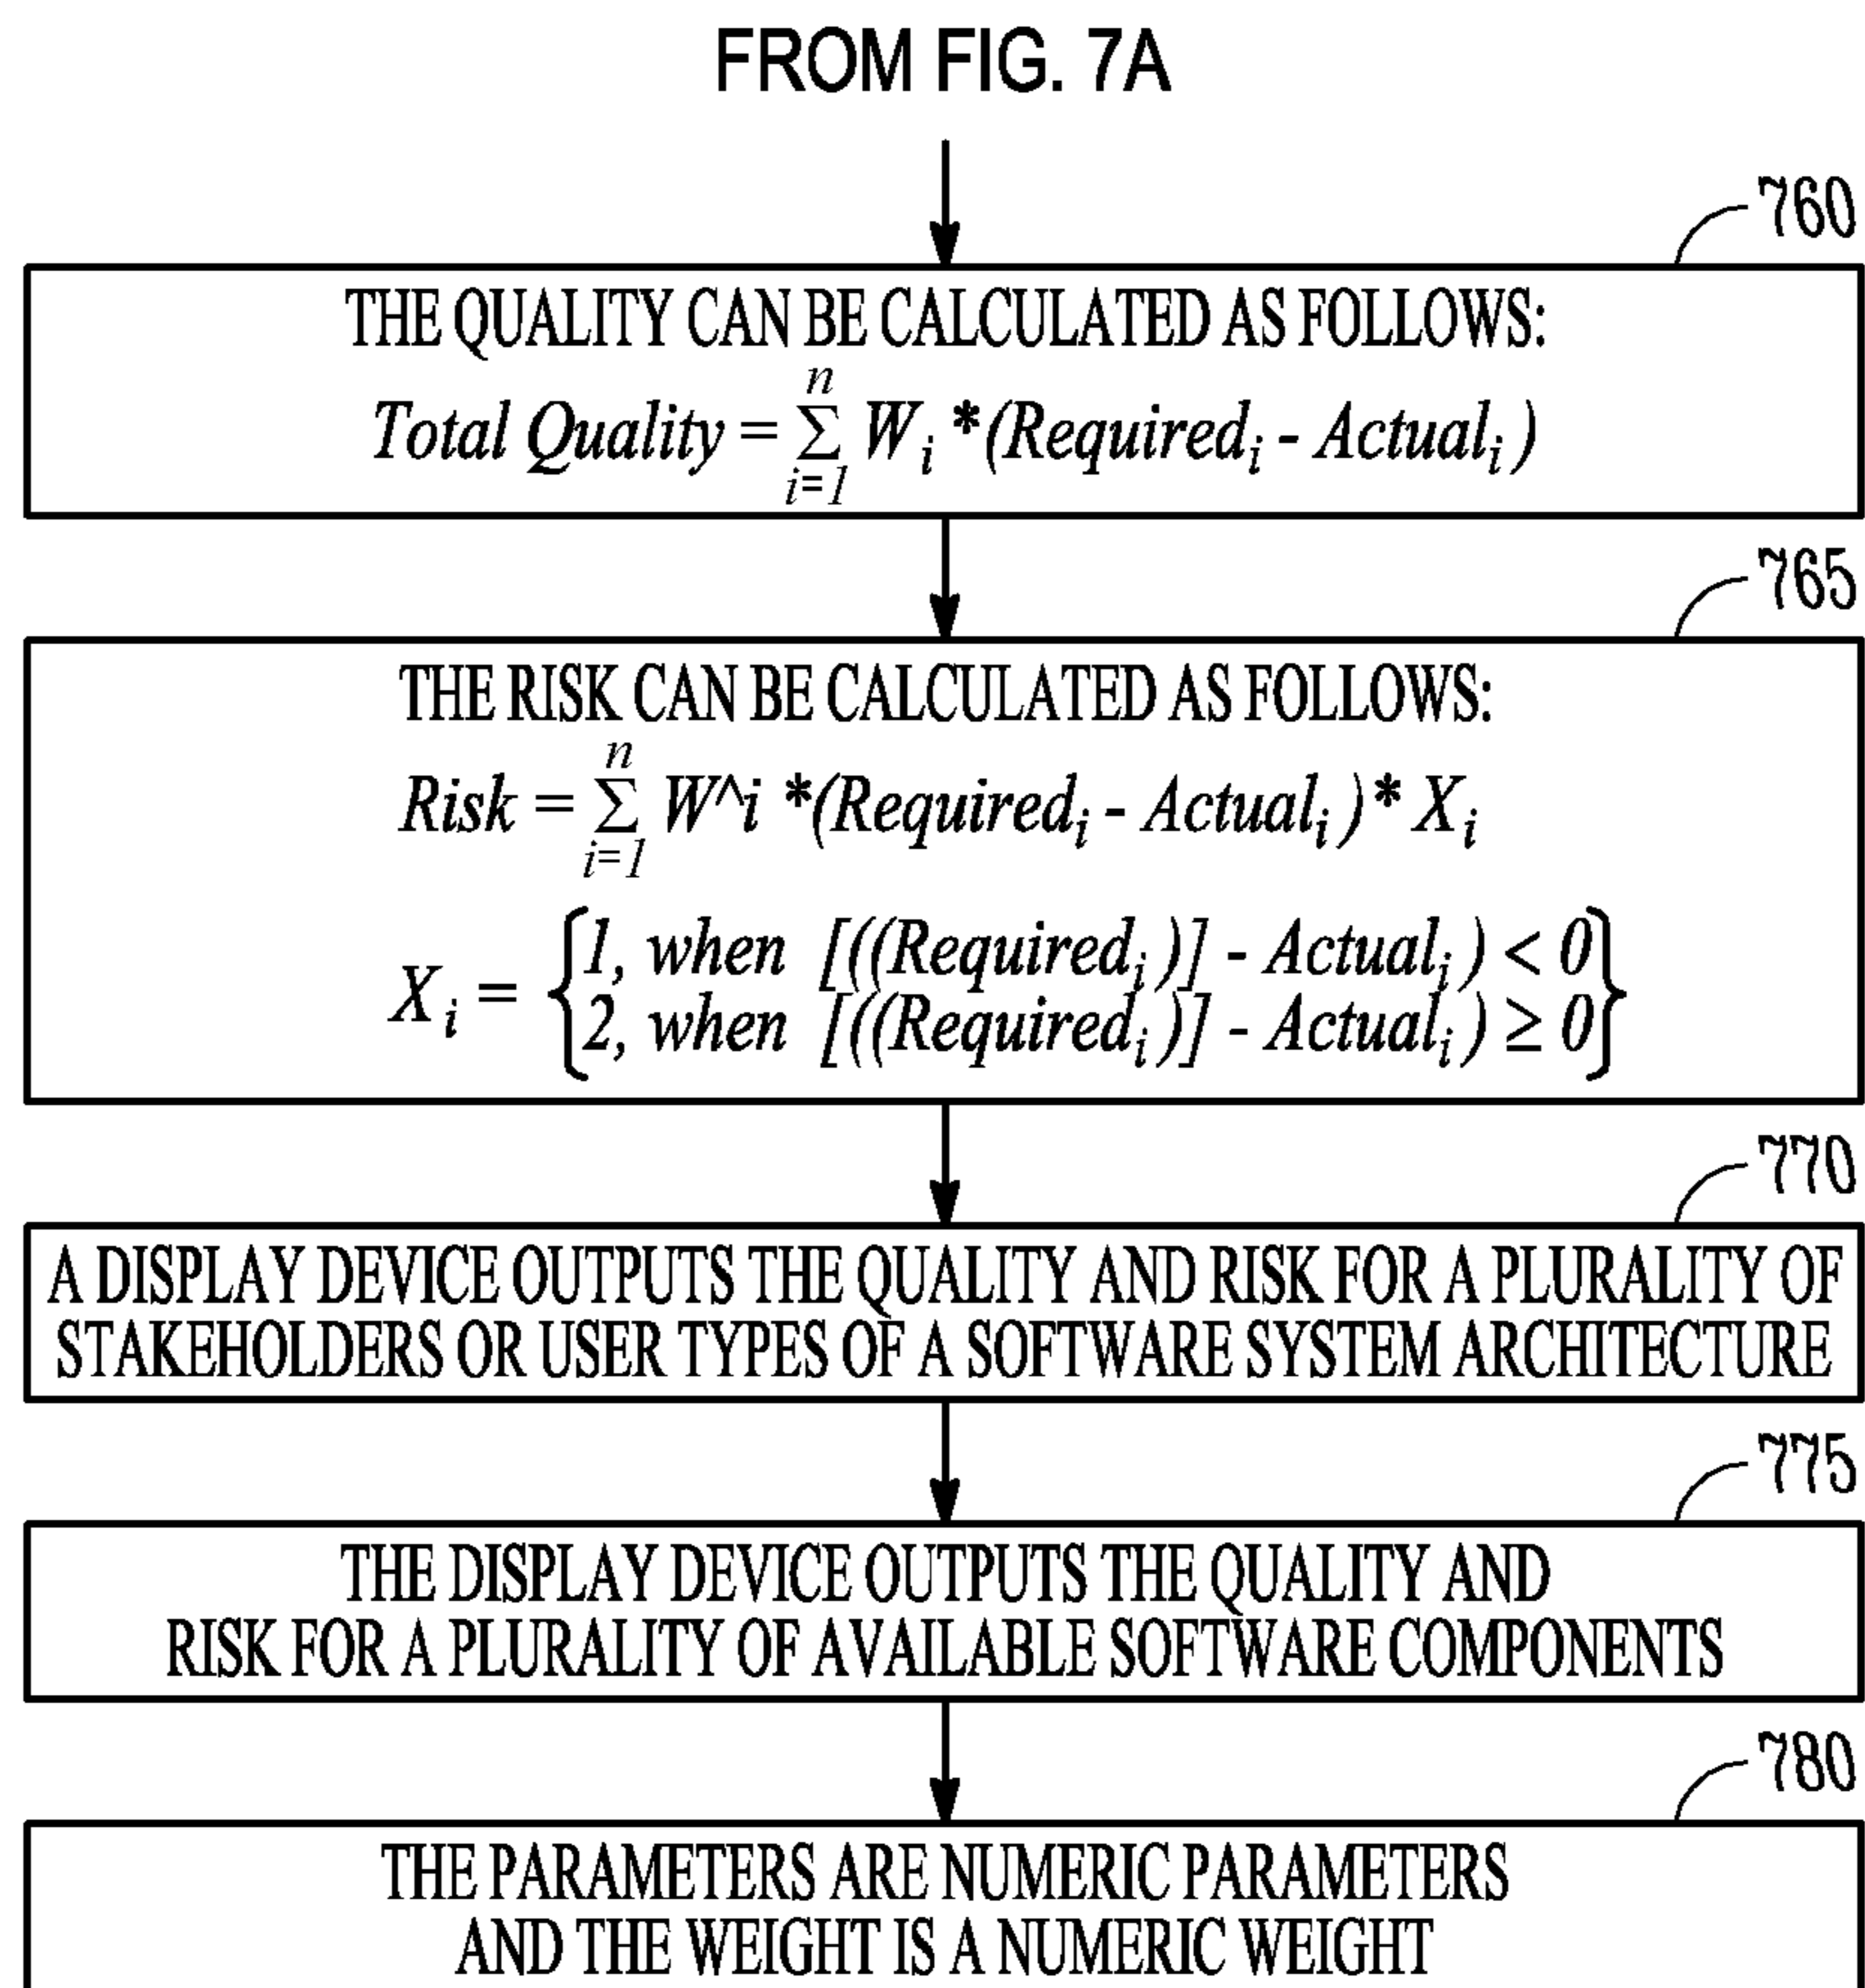 FROM FIG. 7A
760
THE QUALITY CAN BE CALCULATED AS FOLLOWS:
Total Quality = \sum_{i=1}^{n} W_i *(Required_i - Actual_i )
765
THE RISK CAN BE CALCULATED AS FOLLOWS:
Risk = \sum_{i=1}^{n} W^i *(Required_i - Actual_i )* X_i
X_i = {1, when [((Required_i )] - Actual_i ) < 0
2, when [((Required_i )] - Actual_i ) ≥ 0}
770
A DISPLAY DEVICE OUTPUTS THE QUALITY AND RISK FOR A PLURALITY OF
STAKEHOLDERS OR USER TYPES OF A SOFTWARE SYSTEM ARCHITECTURE
775
THE DISPLAY DEVICE OUTPUTS THE QUALITY AND
RISK FOR A PLURALITY OF AVAILABLE SOFTWARE COMPONENTS
780
THE PARAMETERS ARE NUMERIC PARAMETERS
AND THE WEIGHT IS A NUMERIC WEIGHT